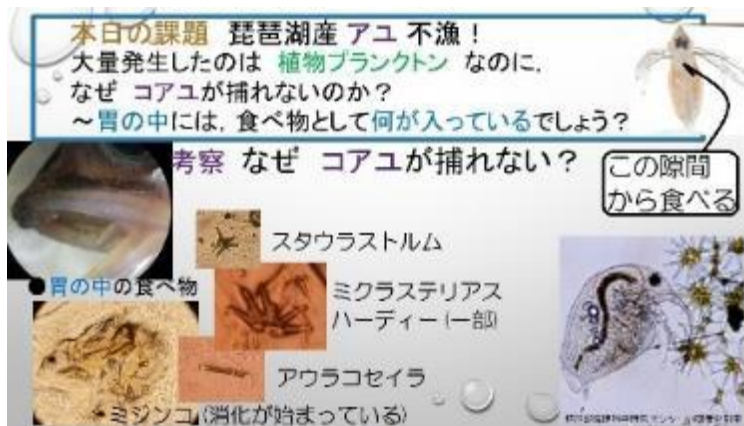 本日の課題 琵琶湖産 アユ 不漁!
大量発生したのは 植物プランクトン なのに,
なぜ コアユが捕れないのか?
~胃の中には, 食べ物として何が入っているでしょう?
考察 なぜ コアユが捕れない?
この隙間
から食べる
スタウラストルム
●胃の中の食べ物
ミクラステリアス
ハーディー(一部)
アウラコセイラ
ミジンコ(消化が始まっている)